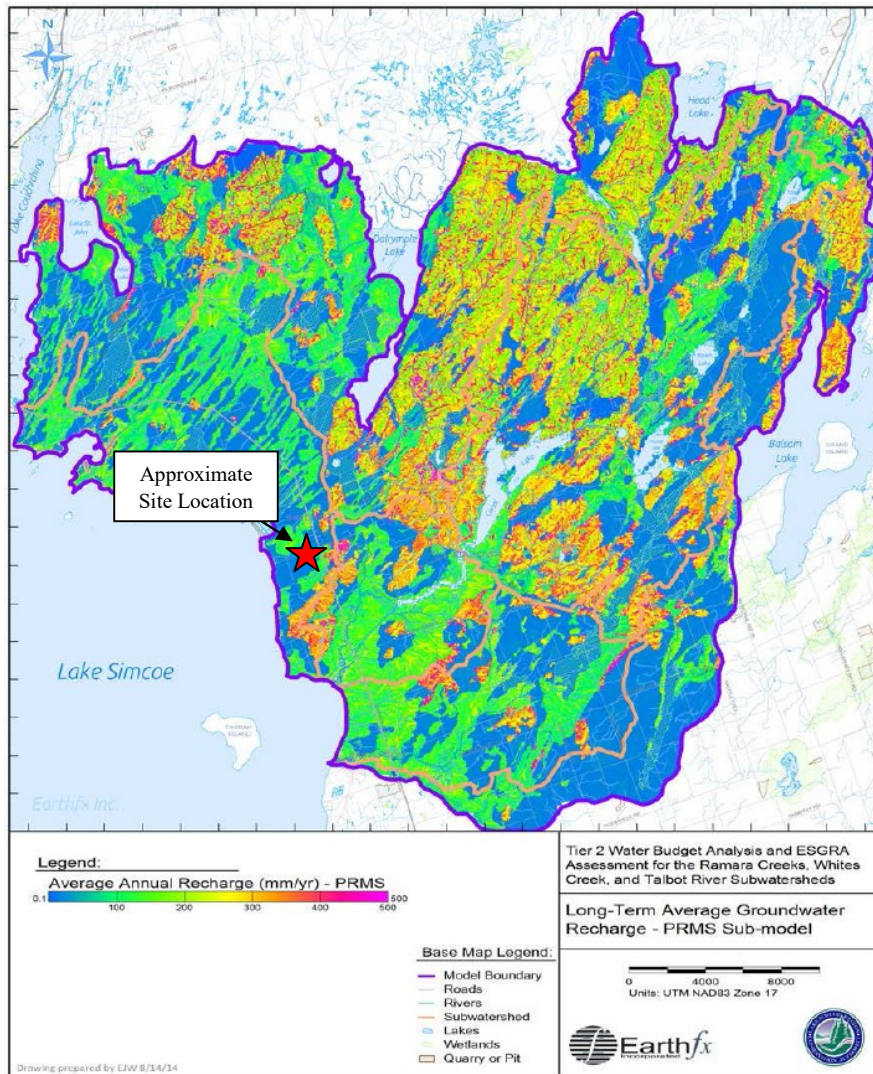 N
Head
Lake
Lake Couchiching
Lake St.
John
Dalrymple
Lake
Balsam
Lake
Approximate
Site Location
Lake Simcoe
Earthfx Inc.
Legend:
Average Annual Recharge (mm/yr) - PRMS
0.1
500
100
200
300
400
500
Base Map Legend:
Model Boundary
Roads
Rivers
Subwatershed
Lakes
Wetlands
Quarry or Pit
Drawing prepared by EJW 8/14/14
Tier 2 Water Budget Analysis and ESGRA
Assessment for the Ramara Creeks, Whites
Creek, and Talbot River Subwatersheds
Long-Term Average Groundwater
Recharge - PRMS Sub-model
0 4000 8000
Units: UTM NAD83 Zone 17
Earthfx
Incorporated